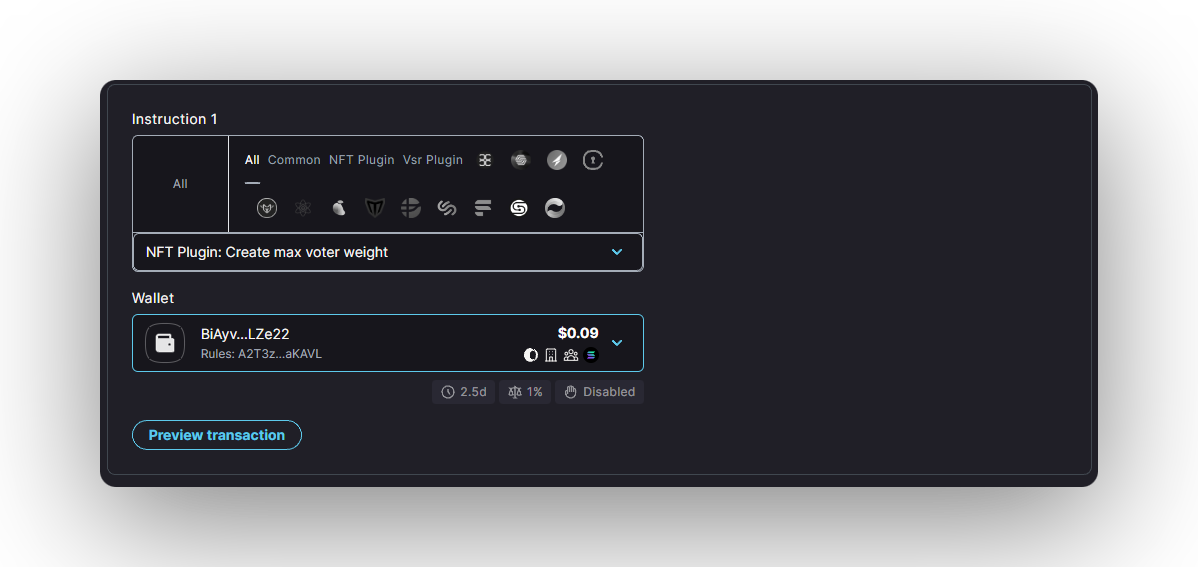 Instruction 1
All
All Common NFT Plugin Vsr Plugin
NFT Plugin: Create max voter weight
Wallet
BiAyv...LZe22
$0.09
Rules: A2T3z...aKAVL
2.5d 1% Disabled
Preview transaction